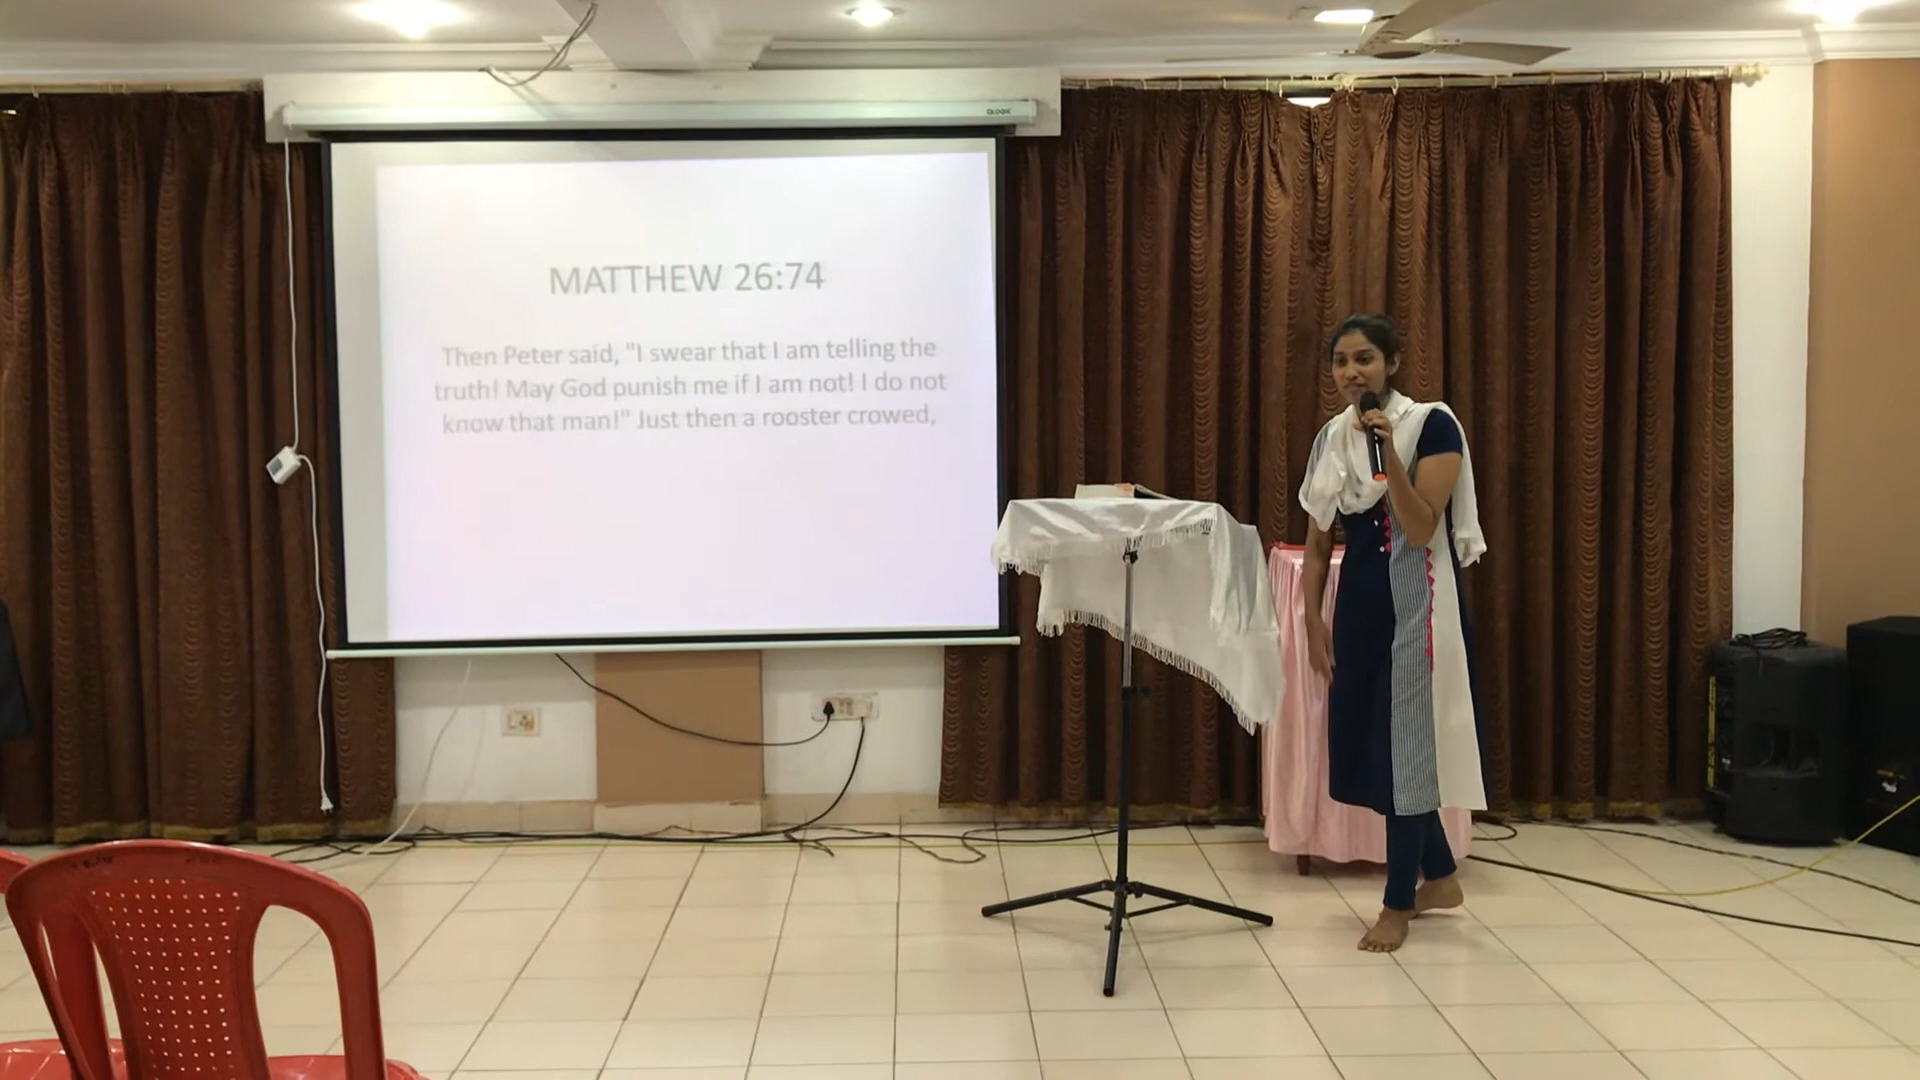 MATTHEW 26:74
Then Peter said, "I swear that I am telling the
truth! May God punish me if I am not! I do not
know that man!" Just then a rooster crowed,